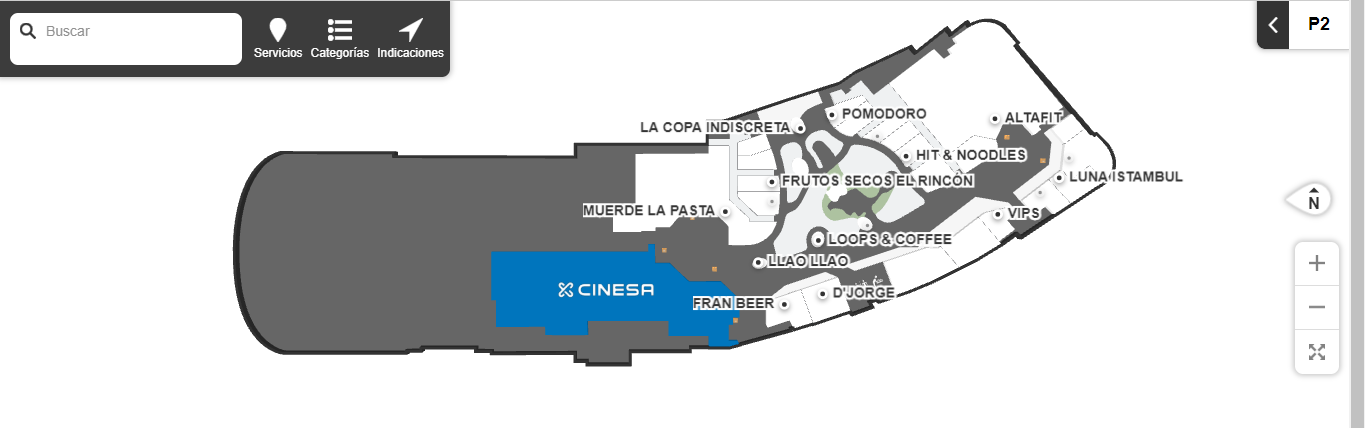 Buscar
Servicios
Categorías
Indicaciones
P2
POMODORO
ALTAFIT
LA COPA INDISCRETA
HIT & NOODLES
LUNA ISTAMBUL
FRUTOS SECOS EL RINCÓN
MUERDE LA PASTA
VIPS
N
LOOPS & COFFEE
LLAO LLAO
CINESA
D'JORGE
FRAN BEER